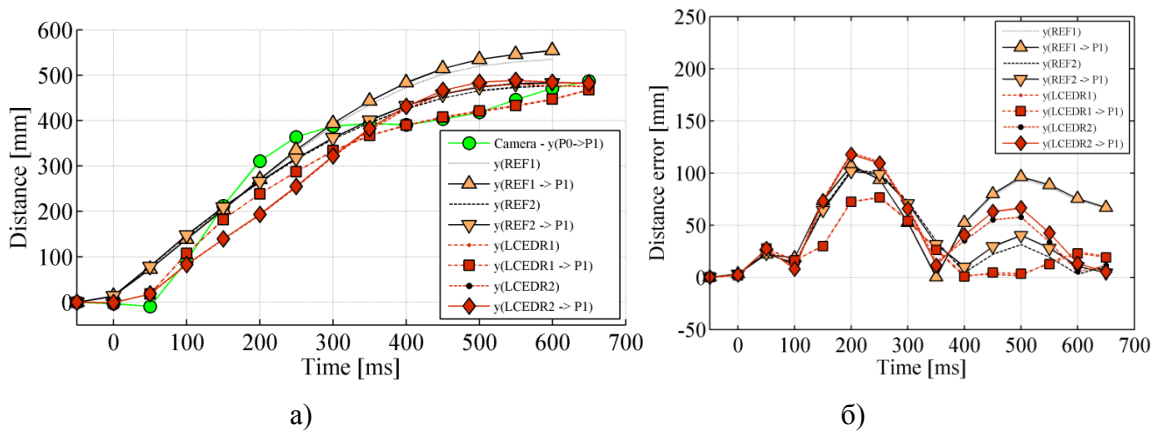 600
500
400
300
200
100
0
Distance [mm]
0
100
200
300
400
500
600
700
Time [ms]
Camera - y(P0->P1)
y(REF1)
y(REF1 -> P1)
y(REF2)
y(REF2 -> P1)
y(LCEDR1)
y(LCEDR1 -> P1)
y(LCEDR2)
y(LCEDR2 -> P1)
а)
250
200
150
100
50
0
-50
Distance error [mm]
0
100
200
300
400
500
600
700
Time [ms]
y(REF1)
y(REF1 -> P1)
y(REF2)
y(REF2 -> P1)
y(LCEDR1)
y(LCEDR1 -> P1)
y(LCEDR2)
y(LCEDR2 -> P1)
б)